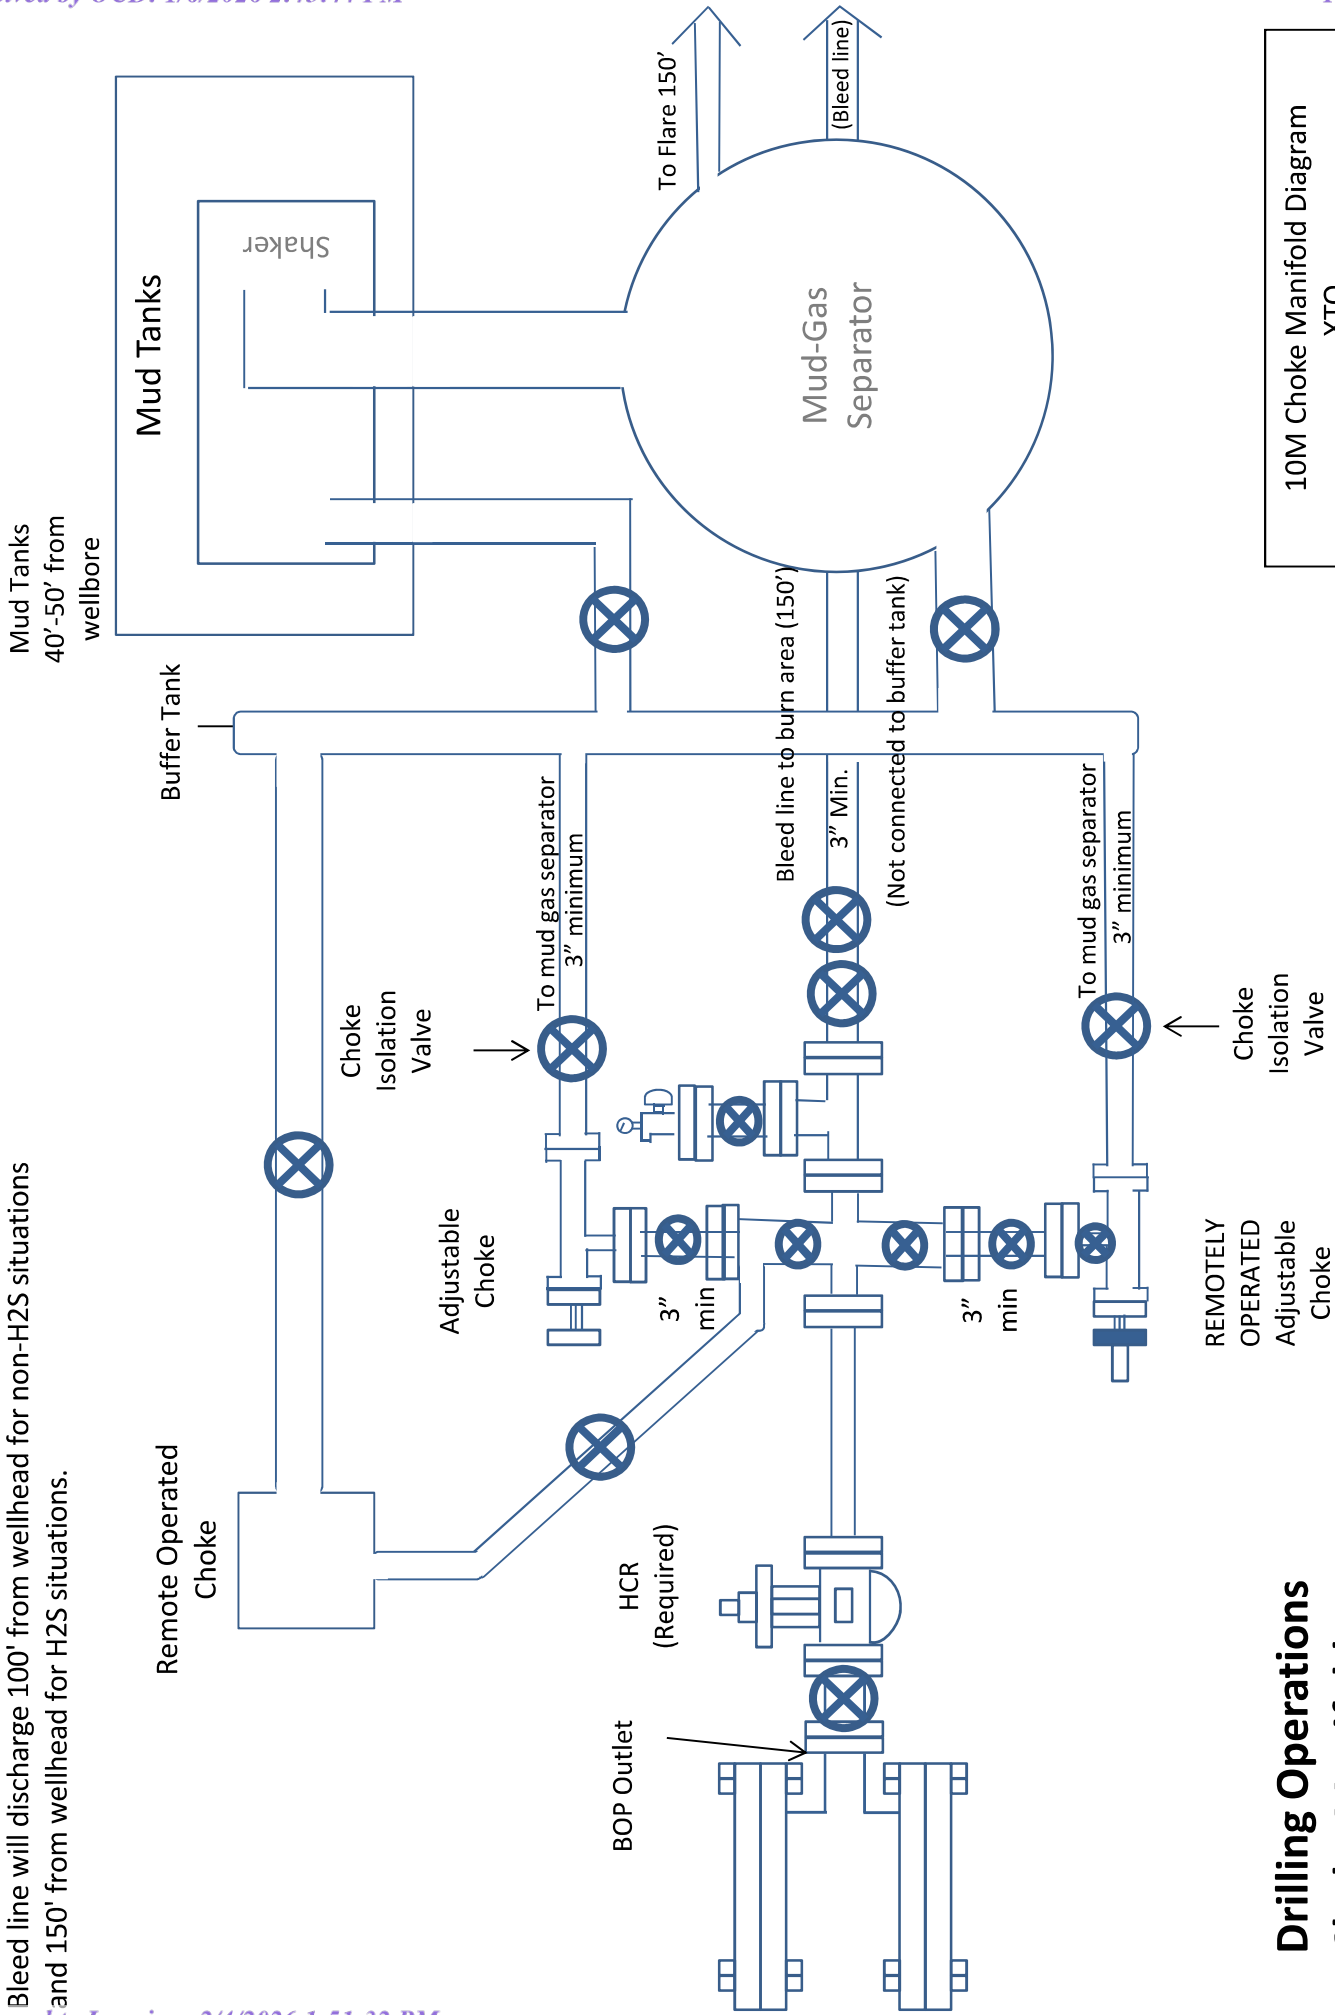 Bleed line will discharge 100' from wellhead for non-H2S situations
and 150' from wellhead for H2S situations.
Mud Tanks
40’-50’ from
wellbore
Mud Tanks
Shaker
Buffer Tank
Remote Operated
Choke
Choke
Isolation
Valve
Adjustable
Choke
To mud gas separator
3” minimum
To Flare 150’
(Bleed line)
Mud-Gas
Separator
HCR
(Required)
BOP Outlet
3”
min
Bleed line to burn area (150’)
3” Min.
(Not connected to buffer tank)
3”
min
To mud gas separator
3” minimum
REMOTELY
OPERATED
Adjustable
Choke
Choke
Isolation
Valve
Drilling Operations
10M Choke Manifold Diagram
XTO